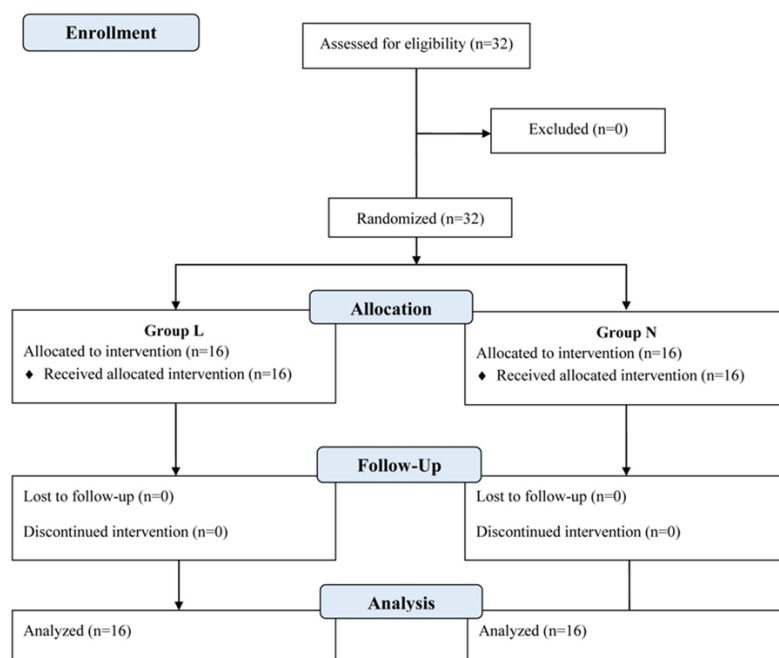 Enrollment
Assessed for eligibility (n=32)
Excluded (n=0)
Randomized (n=32)
Allocation
Group L
Allocated to intervention (n=16)
♦ Received allocated intervention (n=16)
Group N
Allocated to intervention (n=16)
♦ Received allocated intervention (n=16)
Follow-Up
Lost to follow-up (n=0)
Discontinued intervention (n=0)
Lost to follow-up (n=0)
Discontinued intervention (n=0)
Analysis
Analyzed (n=16)
Analyzed (n=16)